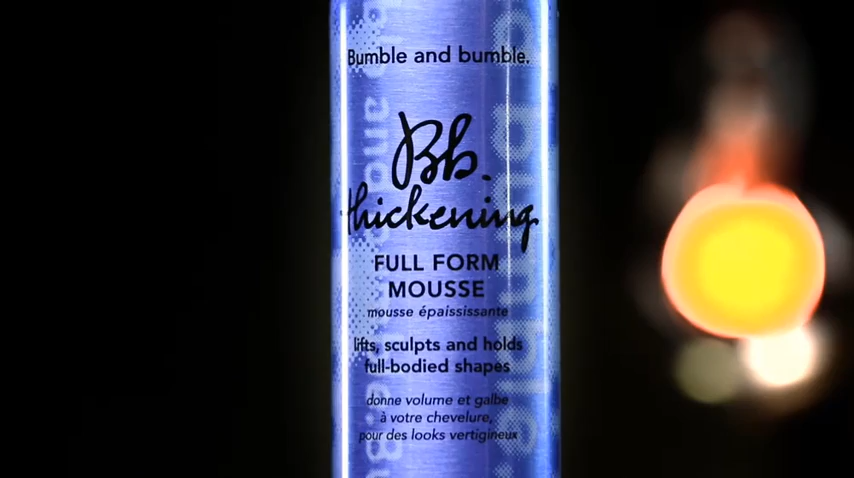 Bumble and bumble.
Bb.
thickening
FULL FORM
MOUSSE
mousse épaississante
lifts, sculpts and holds
full-bodied shapes
donne volume et galbe
à votre chevelure,
pour des looks vertigineux